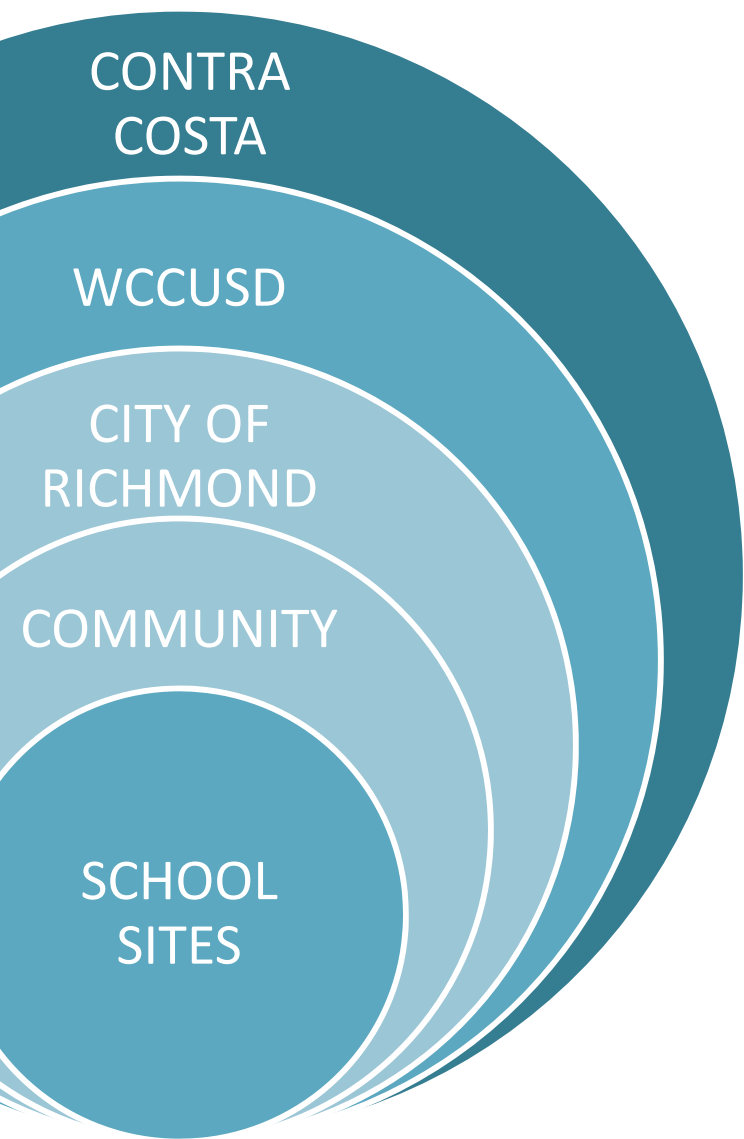 CONTRA
COSTA
WCCUSD
CITY OF
RICHMOND
COMMUNITY
SCHOOL
SITES